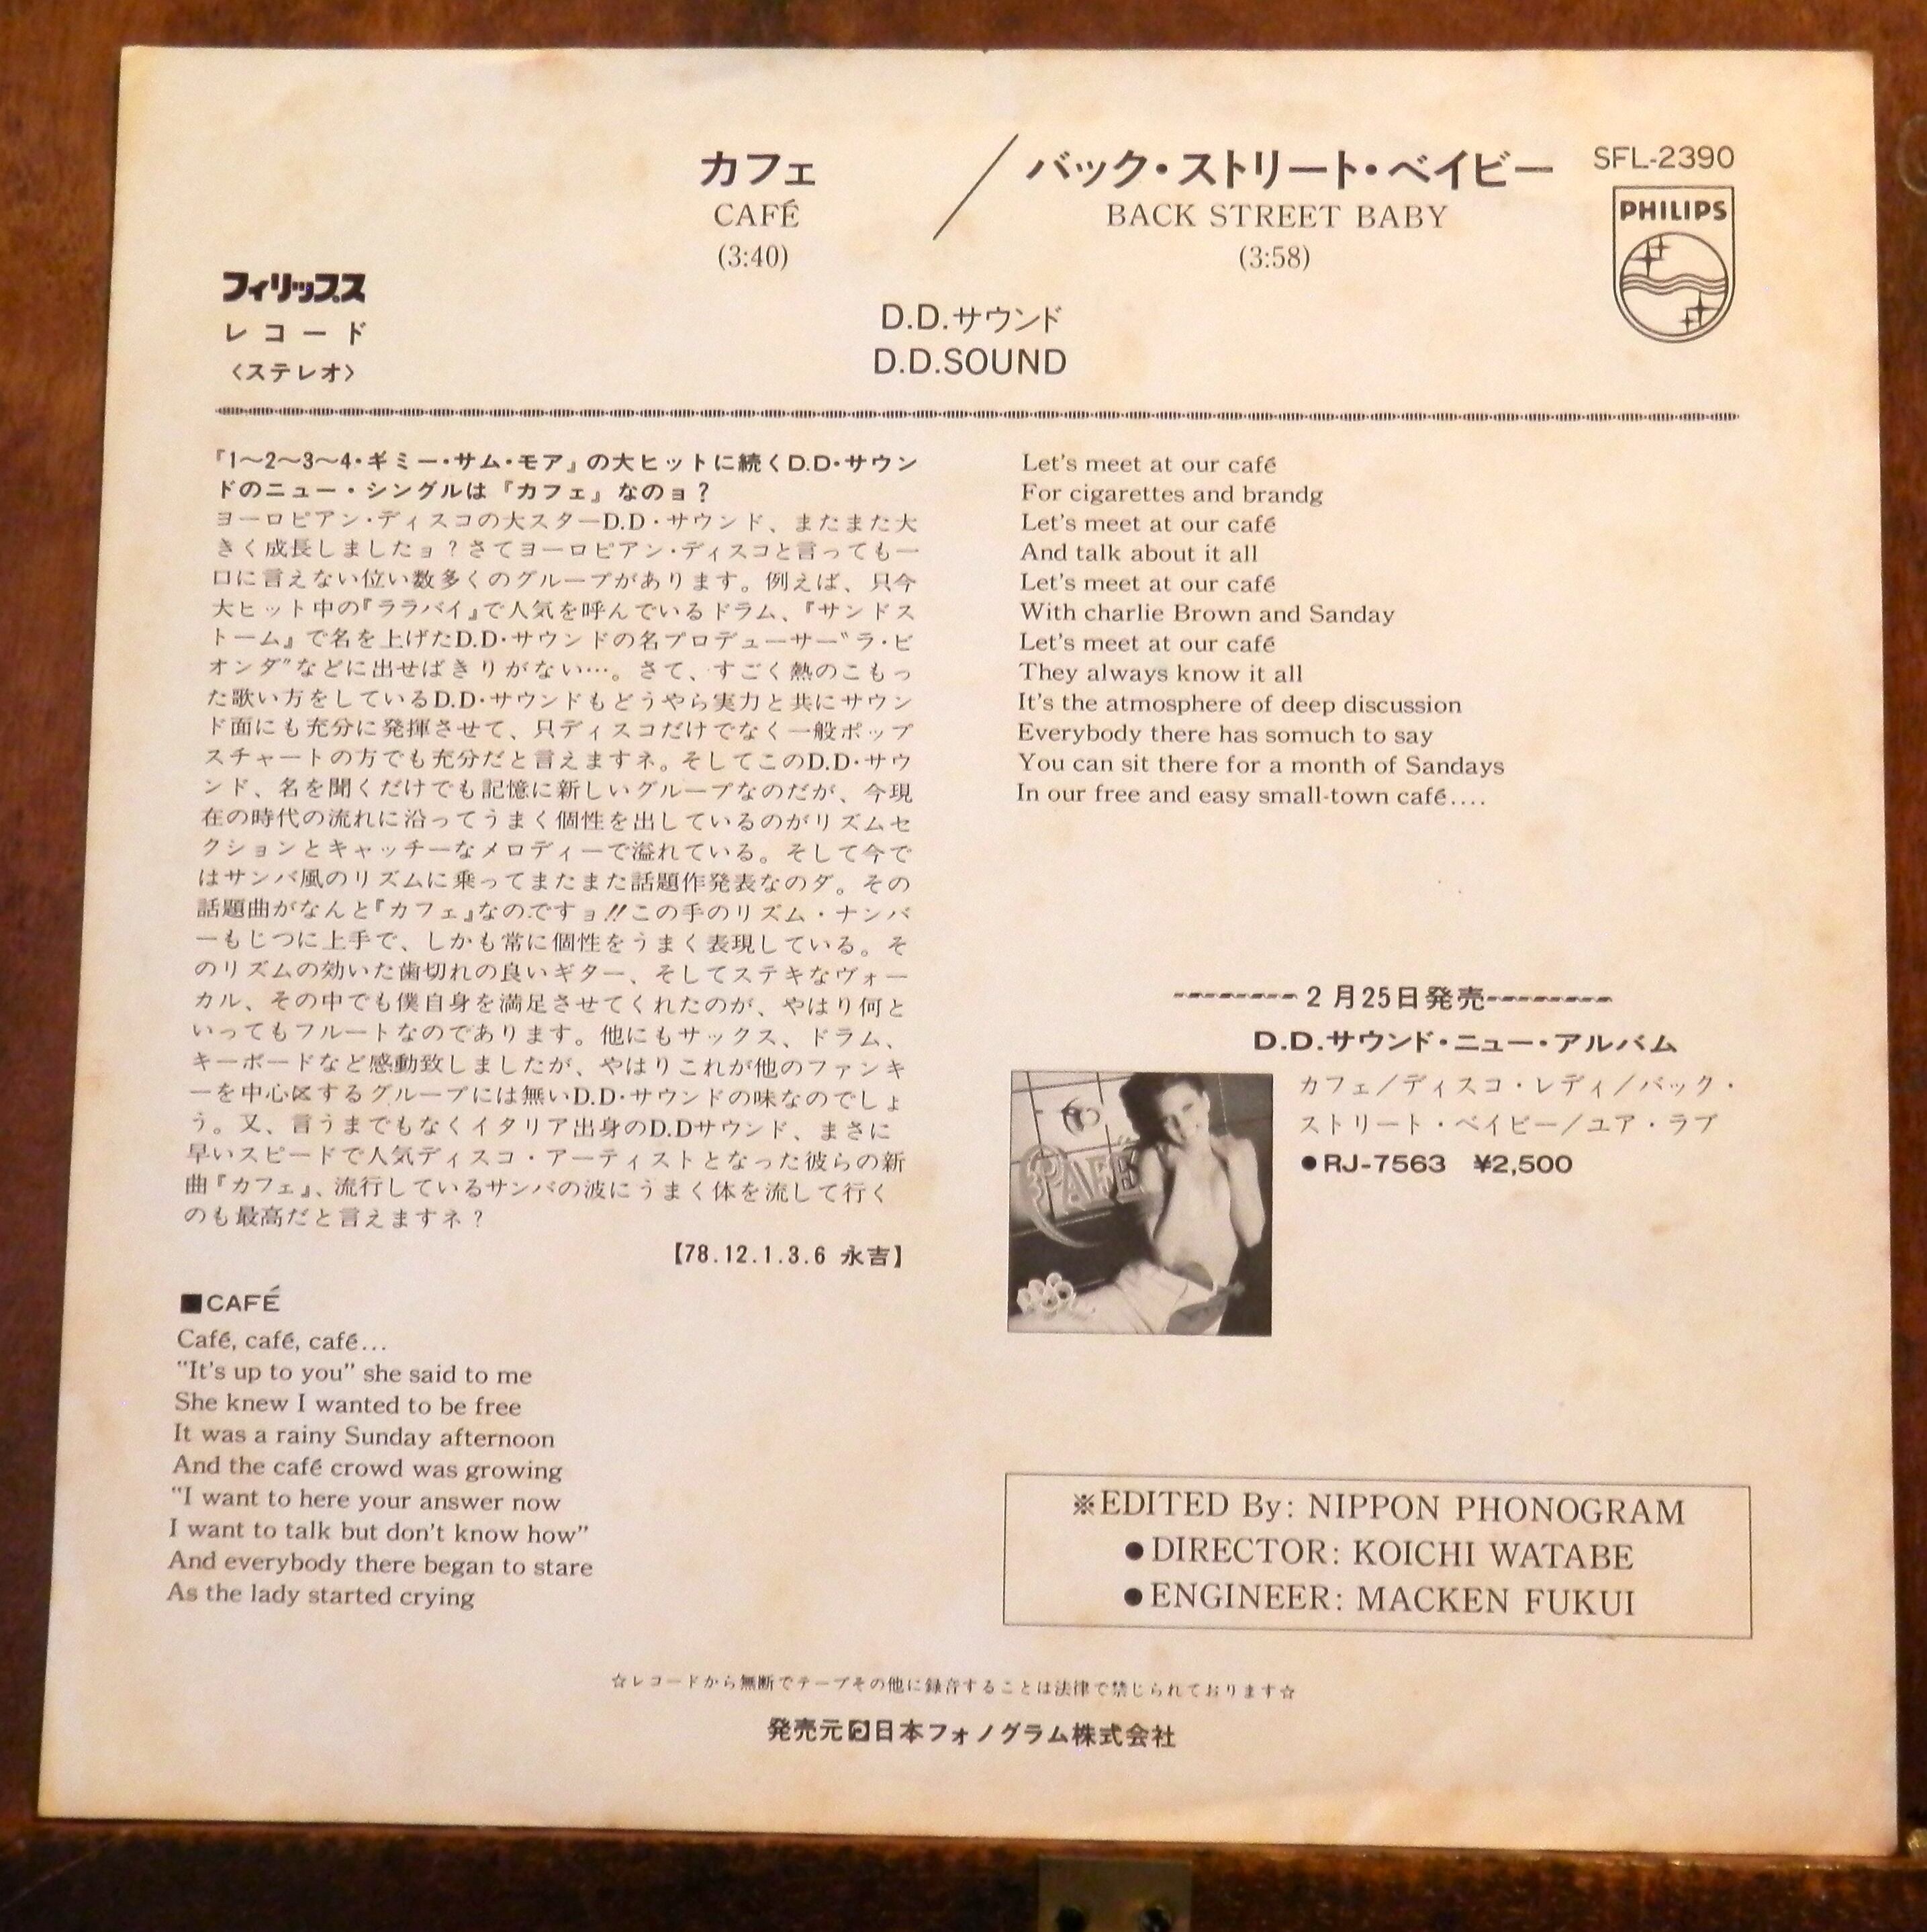 カフェ
CAFÉ
(3:40)
バック・ストリート・ベイビー
BACK STREET BABY
(3:58)
SFL-2390
PHILIPS
フィリップス
レコード
〈ステレオ〉
D.D.サウンド
D.D.SOUND
『1〜2〜3〜4・ギミー・サム・モア』の大ヒットに続くD.D・サウン
ドのニュー・シングルは『カフェ』なのョ？
ヨーロピアン・ディスコの大スターD.D・サウンド、またまた大
きく成長しましたョ？さてヨーロピアン・ディスコと言っても一
口に言えない位い数多くのグループがあります。例えば、只今
大ヒット中の『ララバイ』で人気を呼んでいるドラム、『サンドス
トーム』で名を上げたD.D・サウンドの名プロデューサー“ラ・ビ
オンダ”などに出せばきりがない…。さて、すごく熱のこもっ
た歌い方をしているD.D・サウンドもどうやら実力と共にサウン
ド面にも充分に発揮させて、只ディスコだけでなく一般ポップ
スチャートの方でも充分だと言えますネ。そしてこのD.D・サウ
ンド、名を聞くだけでも記憶に新しいグループなのだが、今現
在の時代の流れに沿ってうまく個性を出しているのがリズムセ
クションとキャッチーなメロディーで溢れている。そして今で
はサンバ風のリズムに乗ってまたまた話題作発表なのダ。その
話題曲がなんと『カフェ』なのですョ!!この手のリズム・ナンバ
ーもじつに上手で、しかも常に個性をうまく表現している。そ
のリズムの効いた歯切れの良いギター、そしてステキなヴォー
カル、その中でも僕自身を満足させてくれたのが、やはり何と
いってもフルートなのであります。他にもサックス、ドラム、
キーボードなど感動致しましたが、やはりこれが他のファンキ
ーを中心にするグループには無いD.D・サウンドの味なのでしょ
う。又、言うまでもなくイタリア出身のD.Dサウンド、まさに
早いスピードで人気ディスコ・アーティストとなった彼らの新
曲『カフェ』、流行しているサンバの波にうまく体を流して行く
のも最高だと言えますネ？
【78.12.1.3.6 永吉】
■CAFÉ
Café, café, café...
"It's up to you" she said to me
She knew I wanted to be free
It was a rainy Sunday afternoon
And the café crowd was growing
"I want to here your answer now
I want to talk but don't know how"
And everybody there began to stare
As the lady started crying
Let's meet at our café
For cigarettes and brandg
Let's meet at our café
And talk about it all
Let's meet at our café
With charlie Brown and Sanday
Let's meet at our café
They always know it all
It's the atmosphere of deep discussion
Everybody there has somuch to say
You can sit there for a month of Sandays
In our free and easy small-town café....
2月25日発売
D.D.サウンド・ニュー・アルバム
カフェ／ディスコ・レディ／バック・
ストリート・ベイビー／ユア・ラブ
●RJ-7563 ¥2,500
CAFÉ
※EDITED By: NIPPON PHONOGRAM
●DIRECTOR: KOICHI WATABE
●ENGINEER: MACKEN FUKUI
☆レコードから無断でテープその他に録音することは法律で禁じられております☆
発売元 日本フォノグラム株式会社